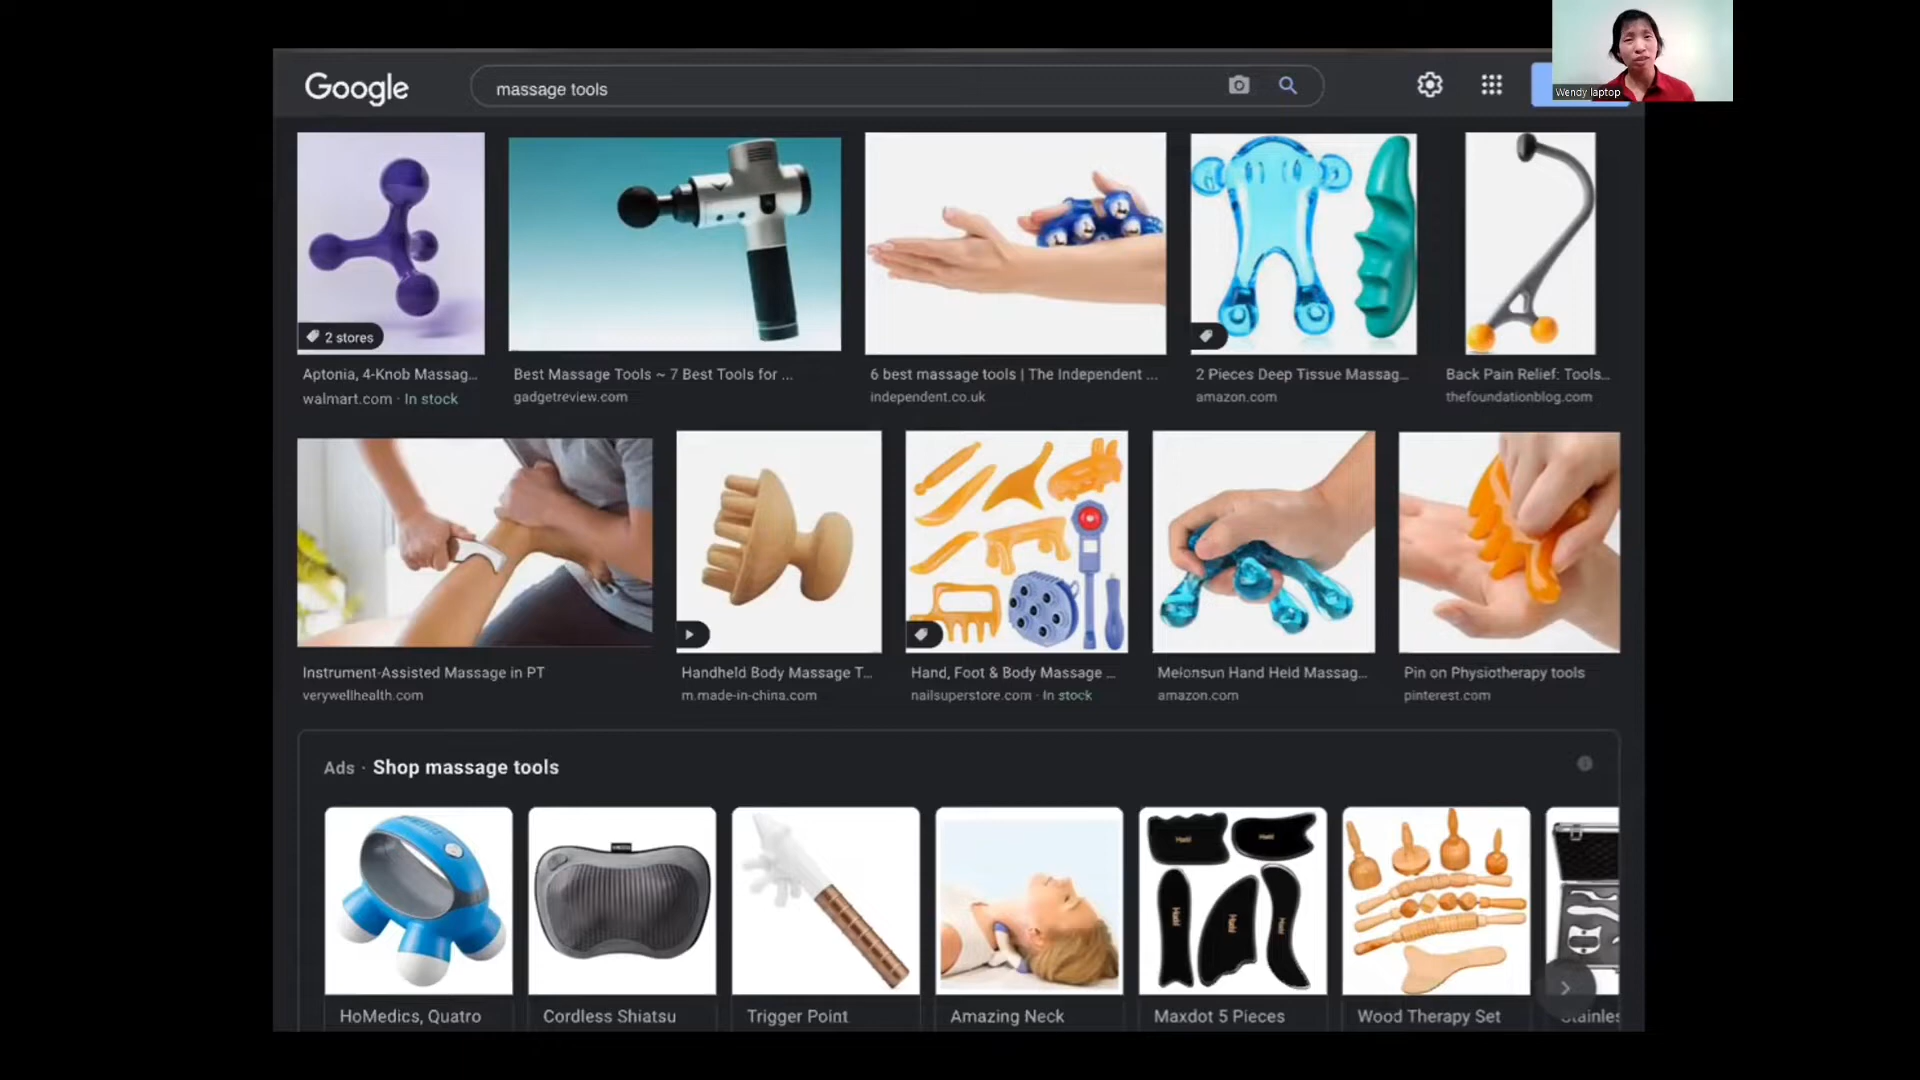 Wendy laptop
Google
massage tools
2 stores
Aptonia, 4-Knob Massag...
walmart.com · In stock
Best Massage Tools ~ 7 Best Tools for ...
gadgetreview.com
6 best massage tools | The Independent ...
independent.co.uk
2 Pieces Deep Tissue Massag...
amazon.com
Back Pain Relief: Tools...
thefoundationblog.com
Instrument-Assisted Massage in PT
verywellhealth.com
Handheld Body Massage T...
m.made-in-china.com
Hand, Foot & Body Massage ...
nailsuperstore.com · In stock
Meionsun Hand Held Massag...
amazon.com
Pin on Physiotherapy tools
pinterest.com
Ads · Shop massage tools
HoMedics, Quatro
Cordless Shiatsu
Trigger Point
Amazing Neck
Maxdot 5 Pieces
Wood Therapy Set
Stainles